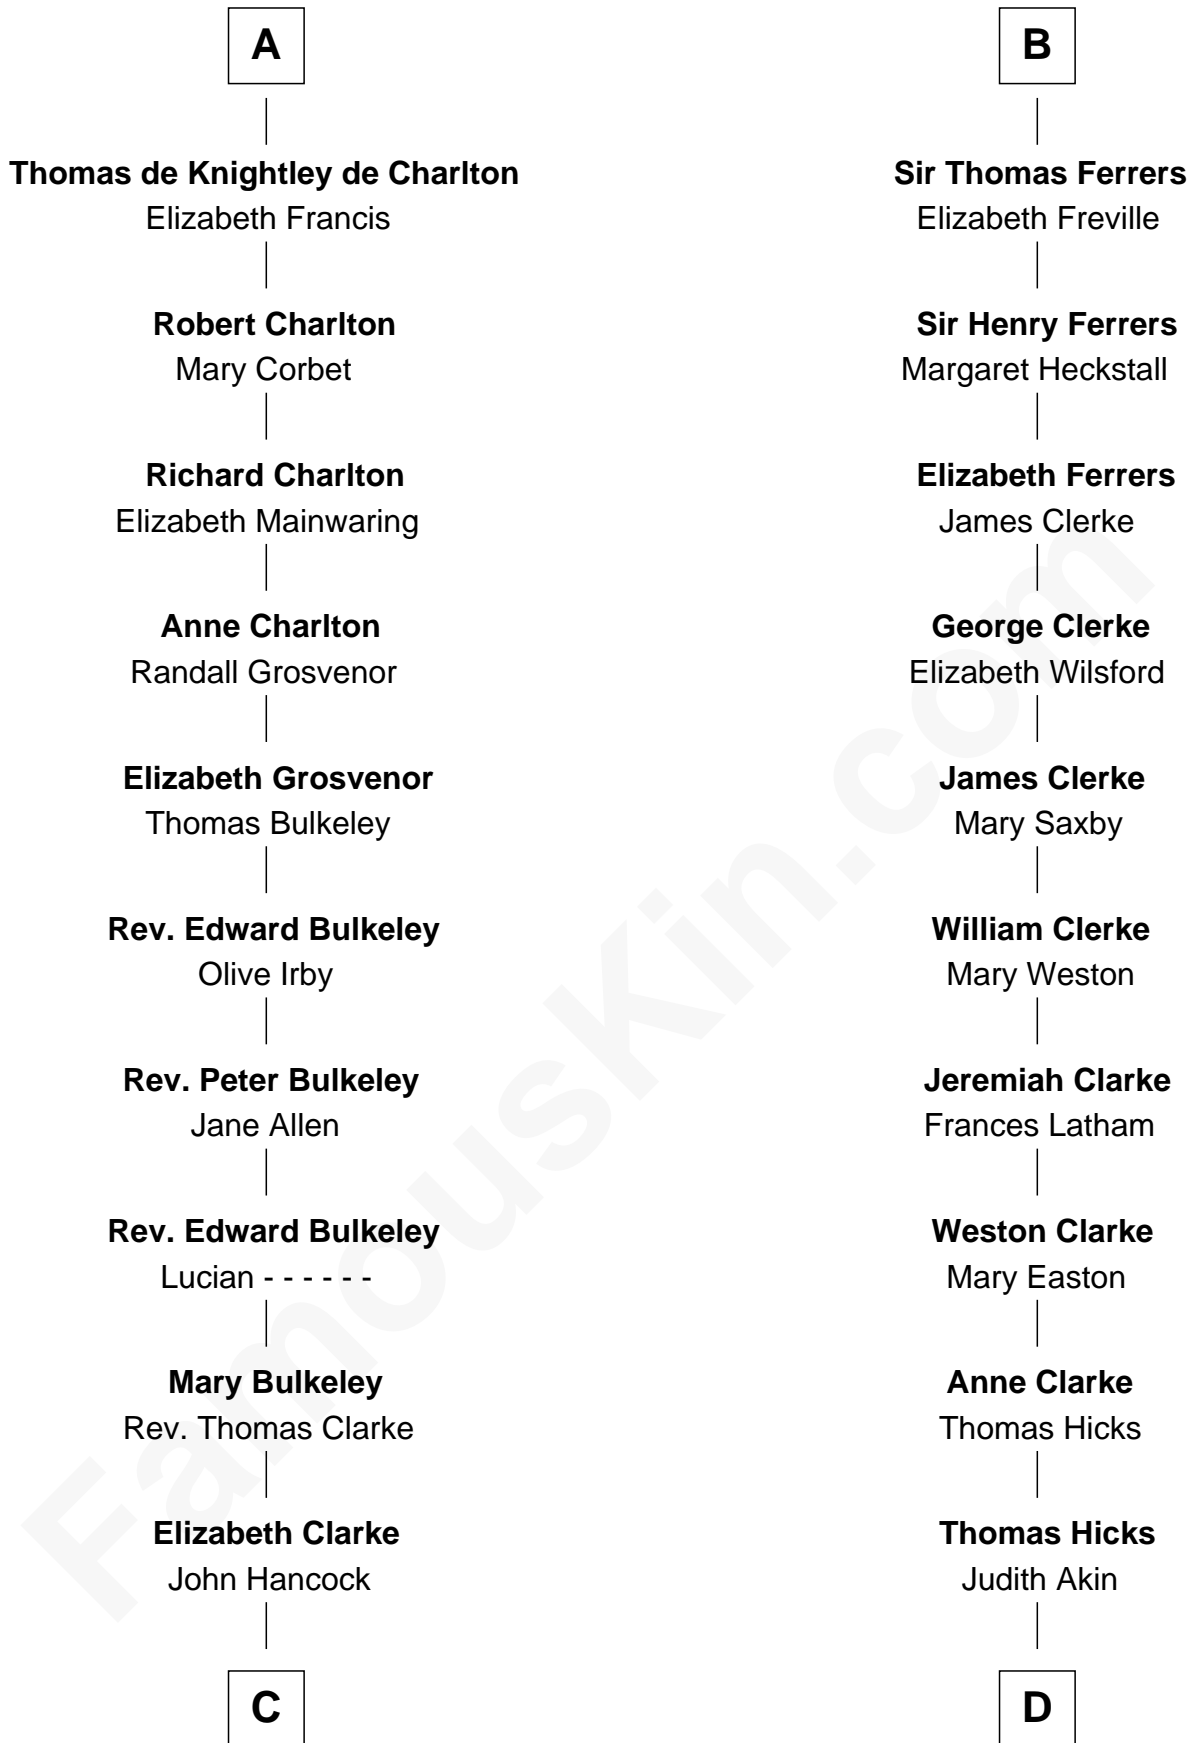 A
Thomas de Knightley de Charlton
Elizabeth Francis
Robert Charlton
Mary Corbet
Richard Charlton
Elizabeth Mainwaring
Anne Charlton
Randall Grosvenor
Elizabeth Grosvenor
Thomas Bulkeley
Rev. Edward Bulkeley
Olive Irby
Rev. Peter Bulkeley
Jane Allen
Rev. Edward Bulkeley
Lucian - - - - - -
Mary Bulkeley
Rev. Thomas Clarke
Elizabeth Clarke
John Hancock
C
B
Sir Thomas Ferrers
Elizabeth Freville
Sir Henry Ferrers
Margaret Heckstall
Elizabeth Ferrers
James Clerke
George Clerke
Elizabeth Wilsford
James Clerke
Mary Saxby
William Clerke
Mary Weston
Jeremiah Clarke
Frances Latham
Weston Clarke
Mary Easton
Anne Clarke
Thomas Hicks
Thomas Hicks
Judith Akin
D
FamousKin.com